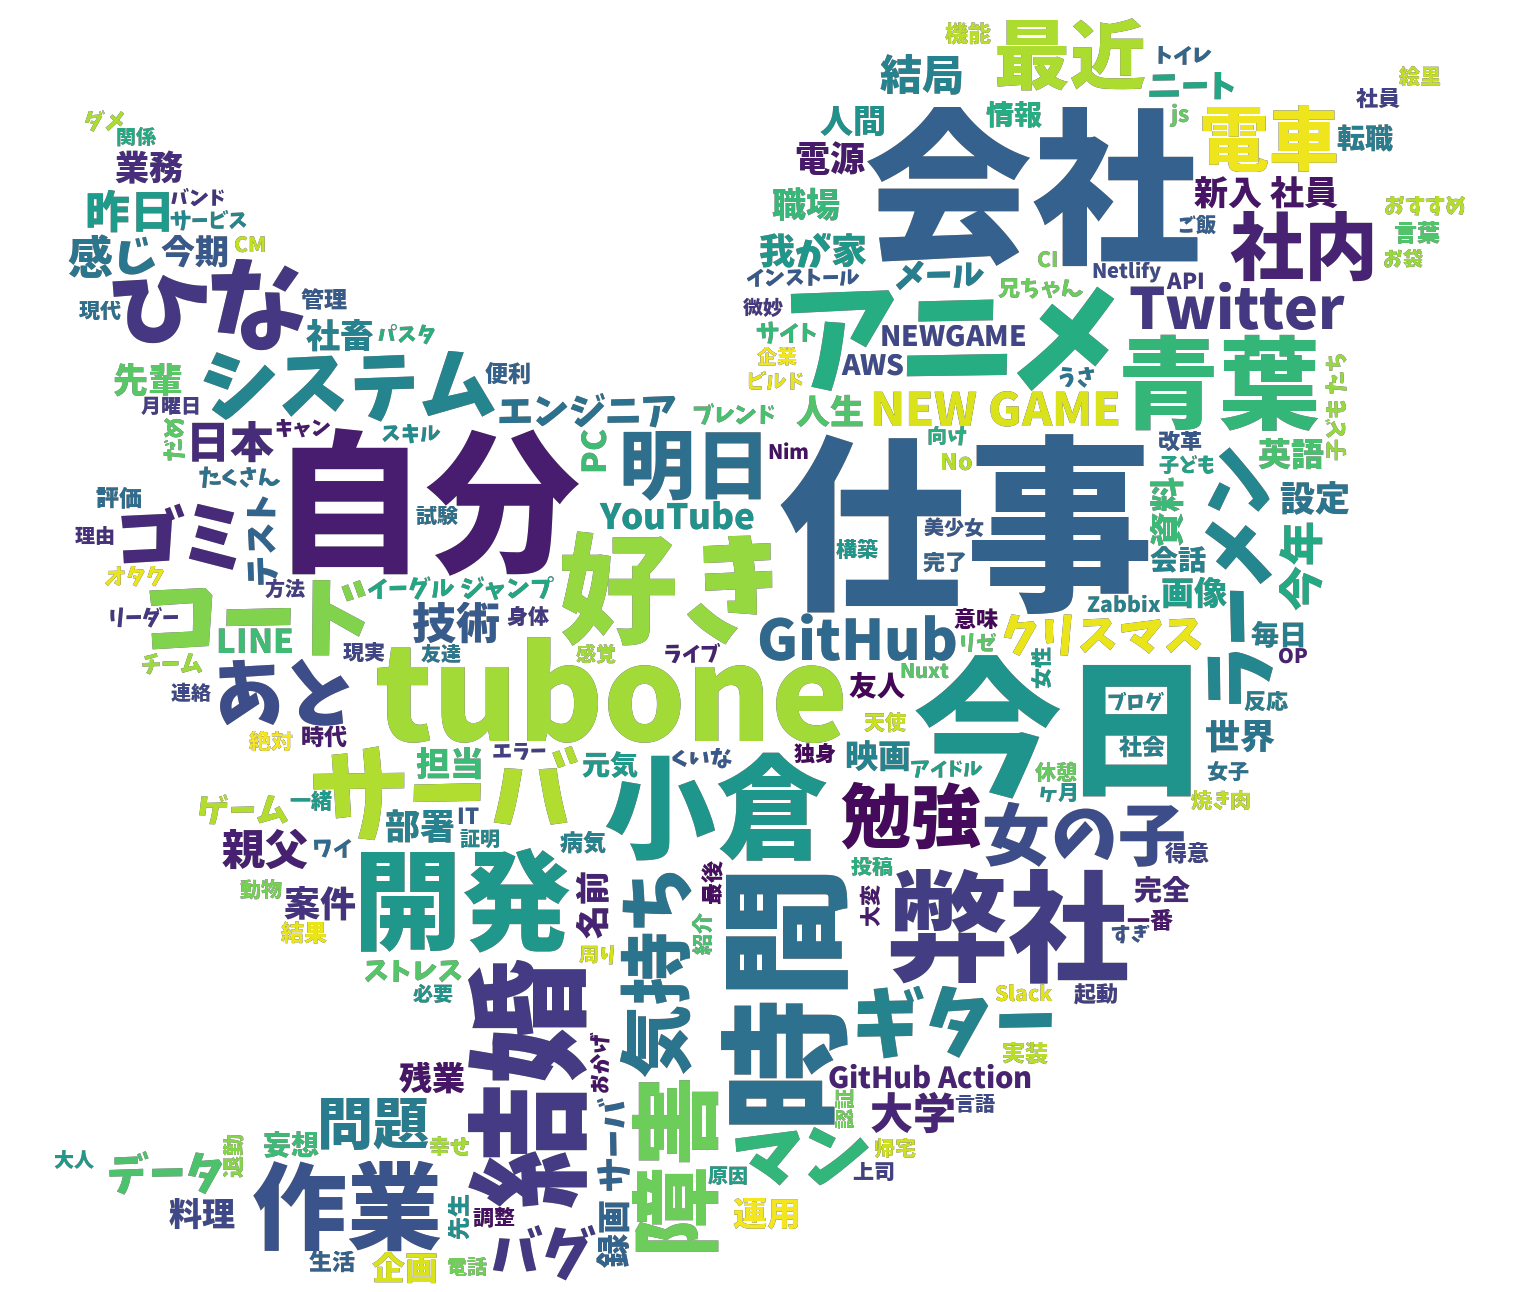 機能
最近
トイレ
結局
ニート
絵里
社員
ダメ
関係
人間
情報
js
電車
転職
業務
電源
会社
昨日
バンド
サービス
職場
新入 社員
おすすめ
感じ
今期
CM
我が家
ご飯
社内
言葉
お袋
ひな
インストール
メール
CI
Netlify
API
現代
管理
微妙
兄ちゃん
Twitter
社畜
パスタ
サイト
アニメ
NEWGAME
企業
AWS
青葉
先輩
システム
便利
ビルド
うさ
子どもたち
月曜日
エンジニア
ブレンド
人生
NEW GAME
だめ
日本
キャン
スキル
PC
明日
Nim
向け
改革
No
子ども
英語
たくさん
自分
仕事
評価
ゴミ
テスト
試験
YouTube
美少女
資料
ラーメン
設定
理由
構築
完了
会話
今年
オタク
方法
イーグル ジャンプ
好き
画像
コード
リーダー
技術
身体
GitHub
意味
Zabbix
LINE
リゼ
クリスマス
毎日
チーム
現実
友達
感覚
ライブ
女性
OP
あと
連絡
tubone
友人
Nuxt
今日
ブログ
反応
天使
絶対
時代
世界
サーバ
担当
エラー
元気
くいな
独身
映画
アイドル
社会
休憩
女子
ゲーム
一緒
小倉
ヶ月
焼き肉
部署
IT
勉強
女の子
親父
ワイ
証明
病気
得意
開発
投稿
動物
案件
名前
気持ち
最後
時間
大変
弊社
完全
結果
周り
紹介
一番
すぎ
ストレス
必要
結婚
ギター
Slack
起動
おかげ
実装
残業
GitHub Action
問題
サーバ
障害
認証
大学
言語
妄想
幸せ
マン
帰宅
大人
データ
退勤
原因
上司
作業
料理
先生
調整
録画
運用
生活
企画
電話
バグ